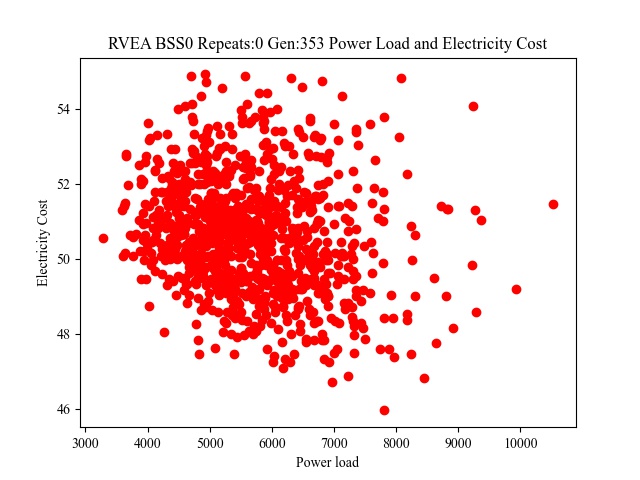 RVEA BSS0 Repeats:0 Gen:353 Power Load and Electricity Cost
54
52
50
48
46
Electricity Cost
3000 4000 5000 6000 7000 8000 9000 10000
Power load